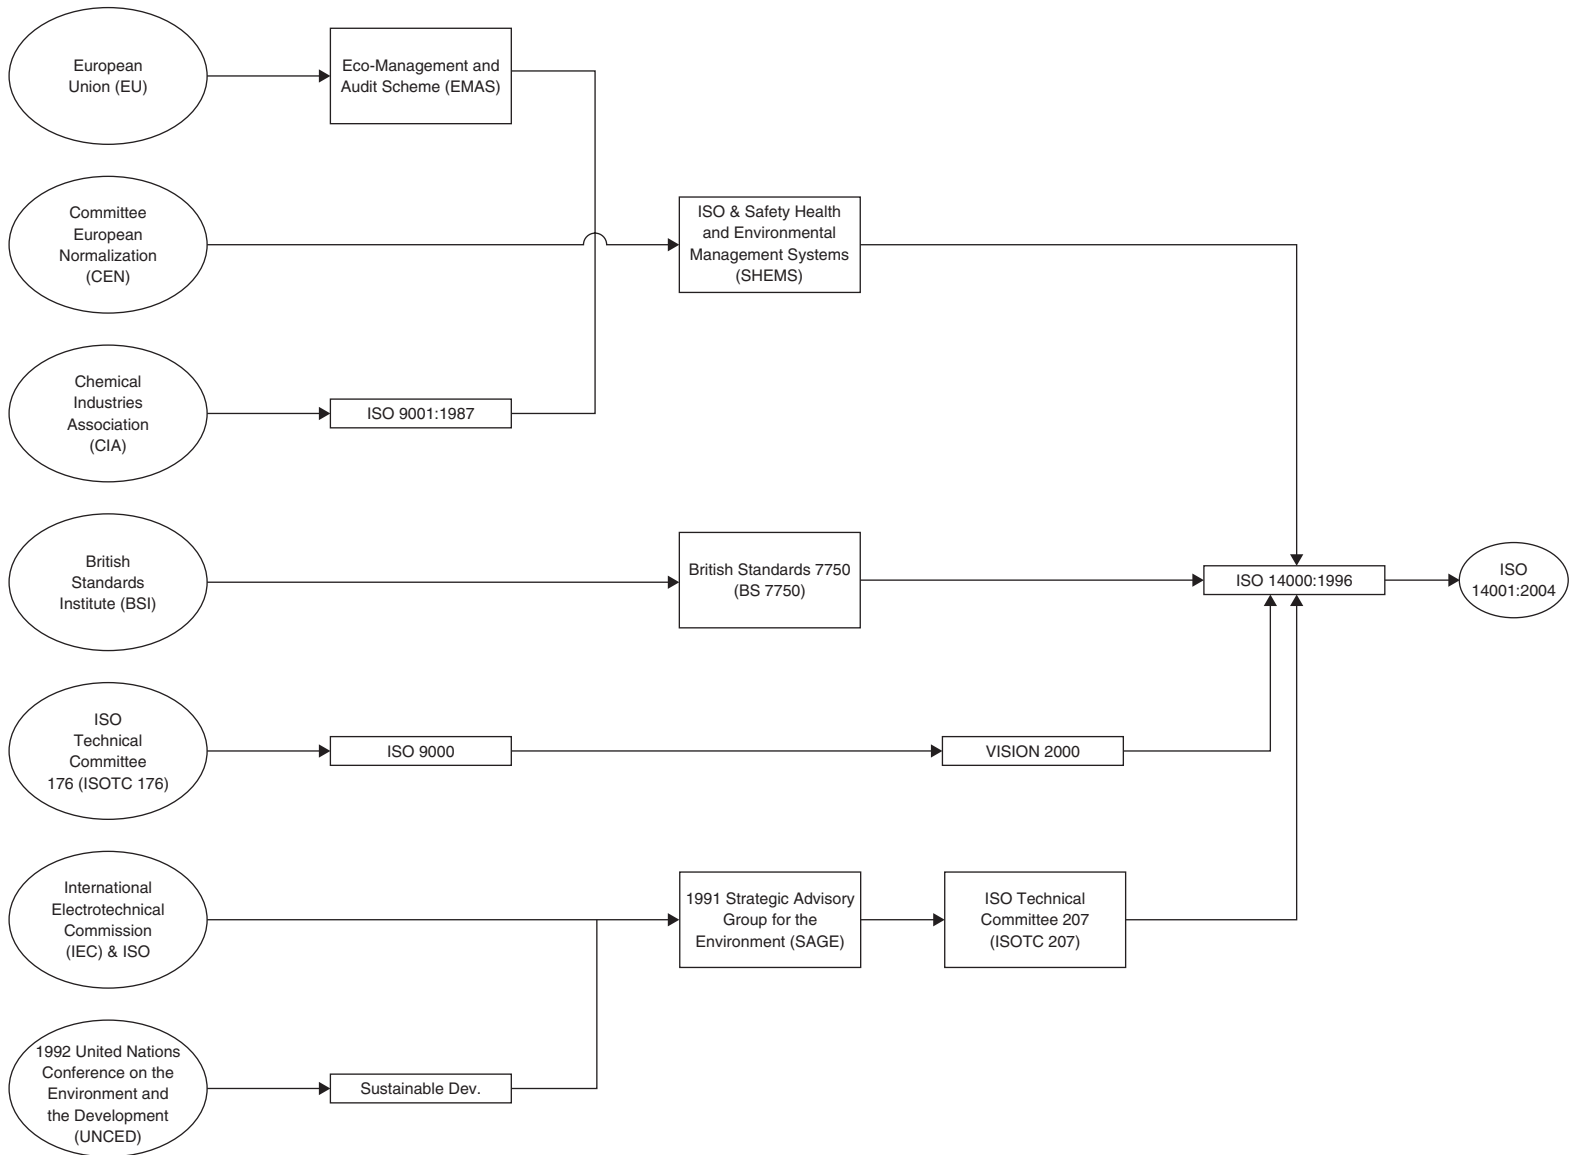 European
Union (EU)
Eco-Management and
Audit Scheme (EMAS)
Committee
European
Normalization
(CEN)
ISO & Safety Health
and Environmental
Management Systems
(SHEMS)
Chemical
Industries
Association
(CIA)
ISO 9001:1987
British
Standards
Institute (BSI)
British Standards 7750
(BS 7750)
ISO 14000:1996
ISO
14001:2004
ISO
Technical
Committee
176 (ISOTC 176)
ISO 9000
VISION 2000
International
Electrotechnical
Commission
(IEC) & ISO
1991 Strategic Advisory
Group for the
Environment (SAGE)
ISO Technical
Committee 207
(ISOTC 207)
1992 United Nations
Conference on the
Environment and
the Development
(UNCED)
Sustainable Dev.